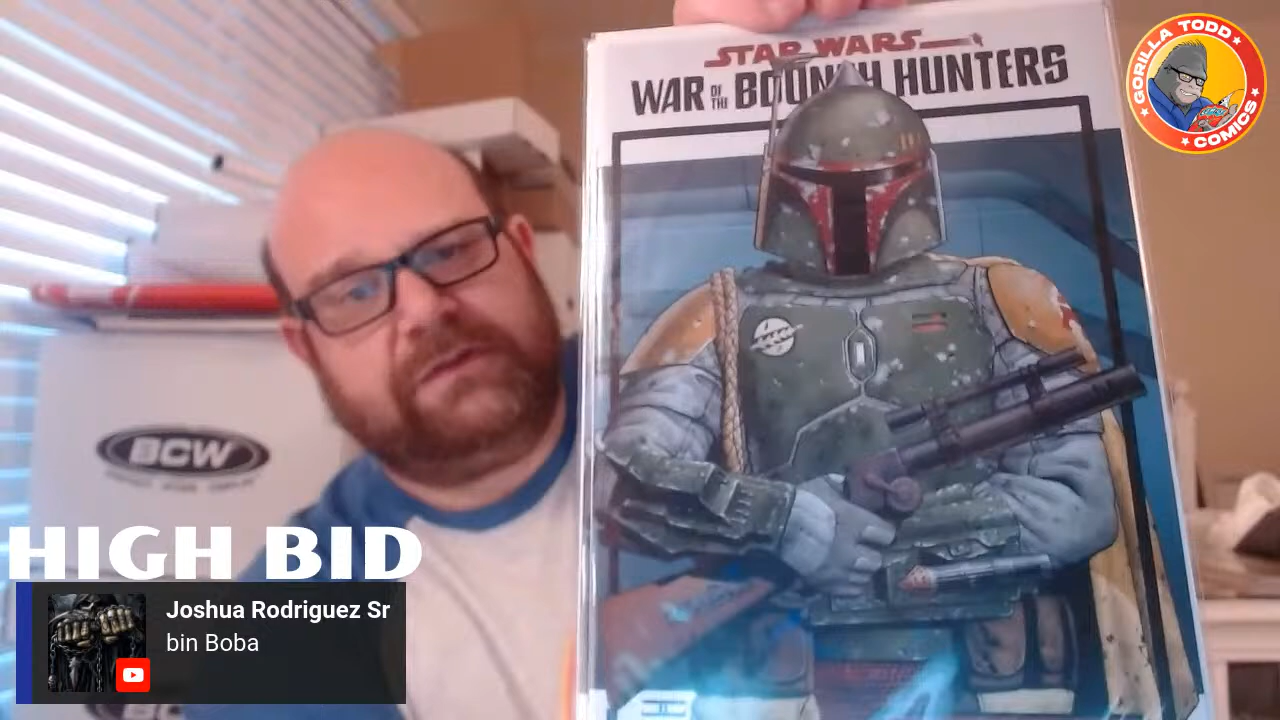 STAR WARS
WAR OF THE BOUNTY HUNTERS
GORILLA TODD
COMICS
BCW
HIGH BID
Joshua Rodriguez Sr
bin Boba